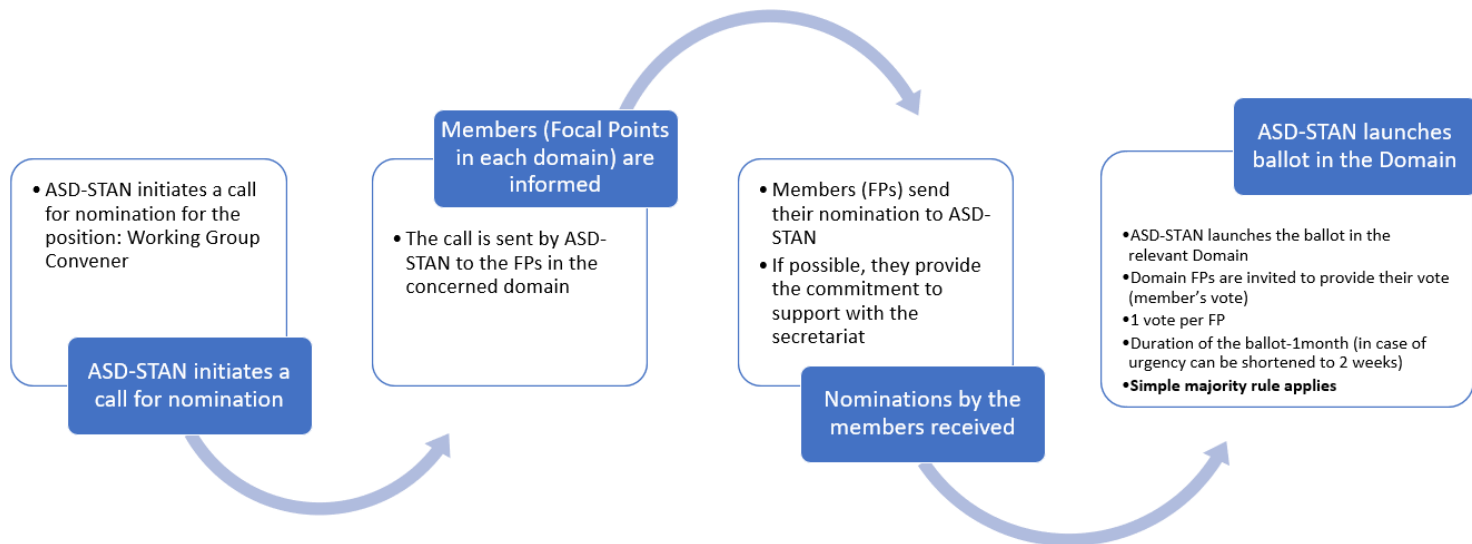 • ASD-STAN initiates a call
for nomination for the
position: Working Group
Convener
ASD-STAN initiates a
call for nomination
Members (Focal Points
in each domain) are
informed
• The call is sent by ASD-
STAN to the FPs in the
concerned domain
• Members (FPs) send
their nomination to ASD-
STAN
• If possible, they provide
the commitment to
support with the
secretariat
Nominations by the
members received
ASD-STAN launches
ballot in the Domain
•ASD-STAN launches the ballot in the
relevant Domain
•Domain FPs are invited to provide their vote
(member’s vote)
•1 vote per FP
•Duration of the ballot-1month (in case of
urgency can be shortened to 2 weeks)
•Simple majority rule applies